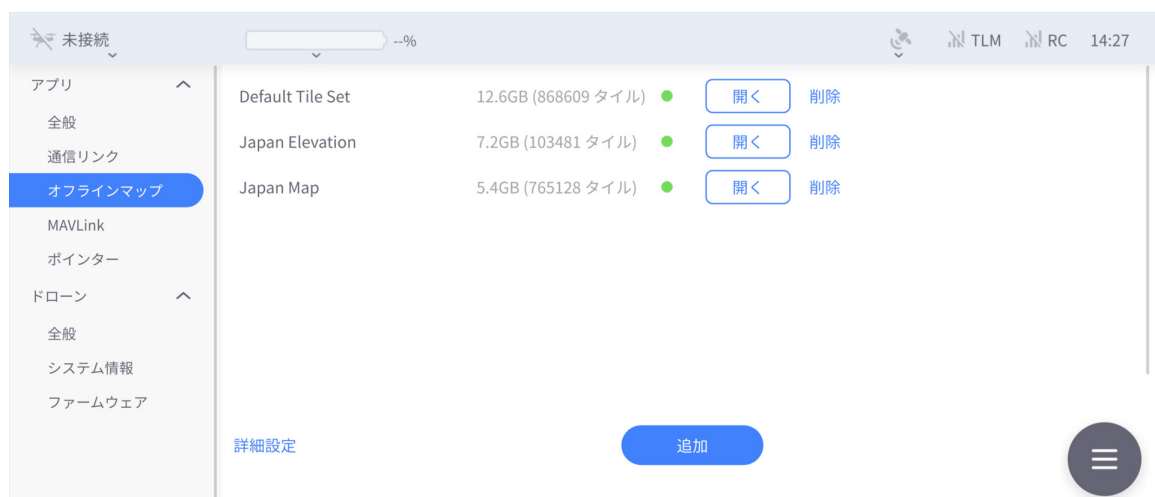 未接続
--%
TLM
RC
14:27
アプリ
全般
通信リンク
オフラインマップ
MAVLink
ポインター
ドローン
全般
システム情報
ファームウェア
Default Tile Set 12.6GB (868609 タイル) 開く 削除
Japan Elevation 7.2GB (103481 タイル) 開く 削除
Japan Map 5.4GB (765128 タイル) 開く 削除
詳細設定
追加